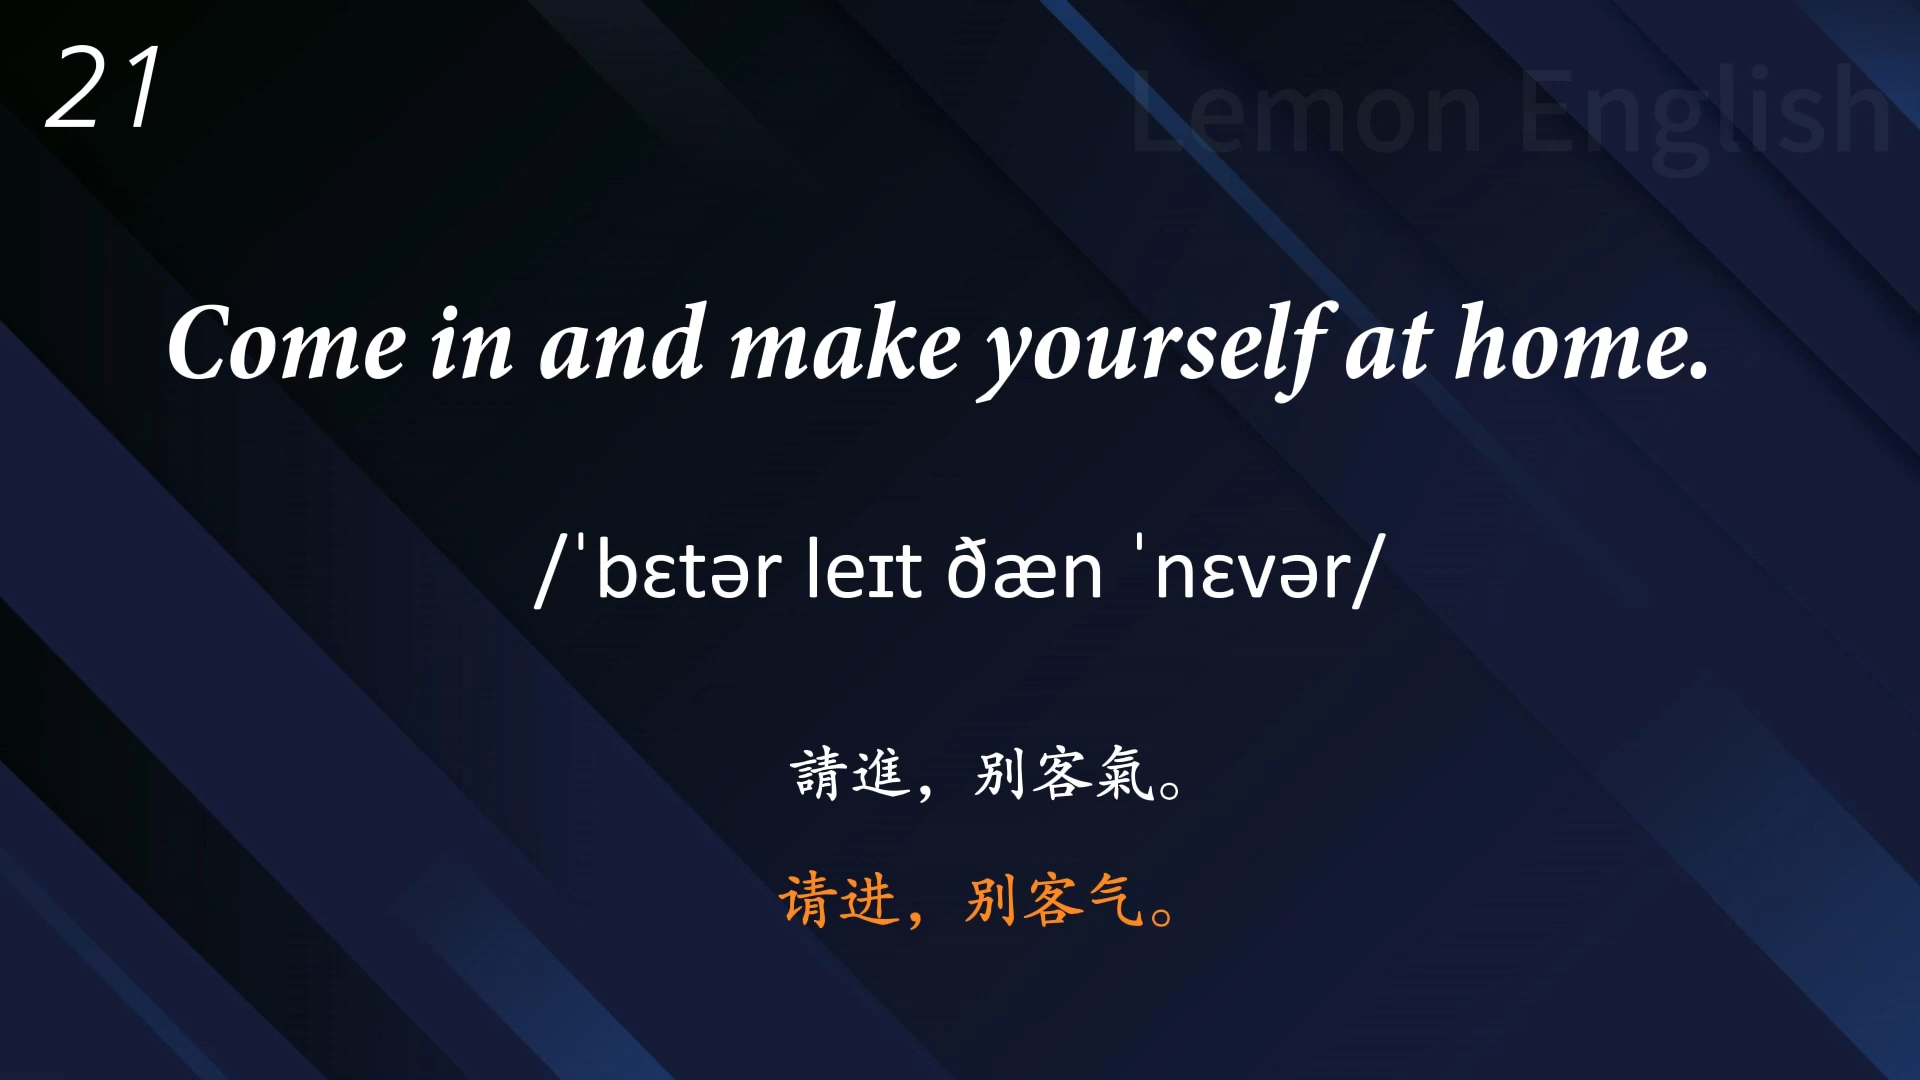 21
Lemon English
Come in and make yourself at home.
/ˈbɛtər leɪt ðæn ˈnɛvər/
請進，别客氣。
请进，别客气。